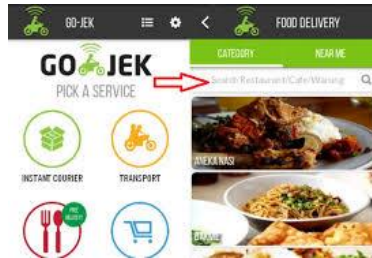 GO-JEK
GO JEK
PICK A SERVICE
INSTANT COURIER
TRANSPORT
FREE
DELIVERY
FOOD DELIVERY
CATEGORY
NEAR ME
Search Restaurant/Cafe/Warung
ANEKA NASI